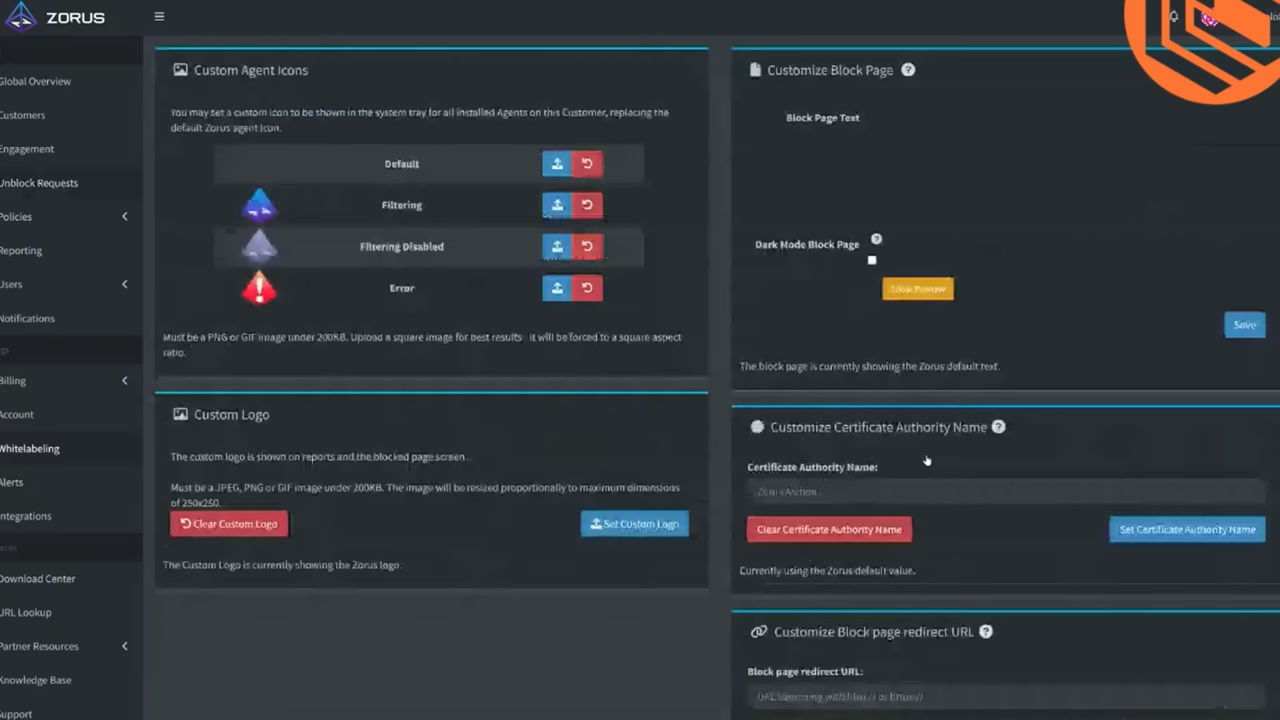 ZORUS
Global Overview
Customers
Engagement
Unblock Requests
Policies
Reporting
Users
Notifications
Billing
Account
Whitelabeling
Alerts
Integrations
Download Center
URL Lookup
Partner Resources
Knowledge Base
Support
Custom Agent Icons
You may set a custom icon to be shown in the system tray for all installed Agents on this Customer, replacing the
default Zorus agent icon.
Default
Filtering
Filtering Disabled
Error
Must be a PNG or GIF image under 200KB. Upload a square image for best results - it will be forced to a square aspect
ratio.
Custom Logo
The custom logo is shown on reports and the blocked page screen.
Must be a JPEG, PNG or GIF image under 200KB. The image will be resized proportionally to maximum dimensions
of 250x250.
Clear Custom Logo
Set Custom Logo
The Custom Logo is currently showing the Zorus logo.
Customize Block Page
Block Page Text
Dark Mode Block Page
Show Preview
Save
The block page is currently showing the Zorus default text.
Customize Certificate Authority Name
Certificate Authority Name:
Zorus Archon
Clear Certificate Authority Name
Set Certificate Authority Name
Currently using the Zorus default value.
Customize Block page redirect URL
Block page redirect URL: